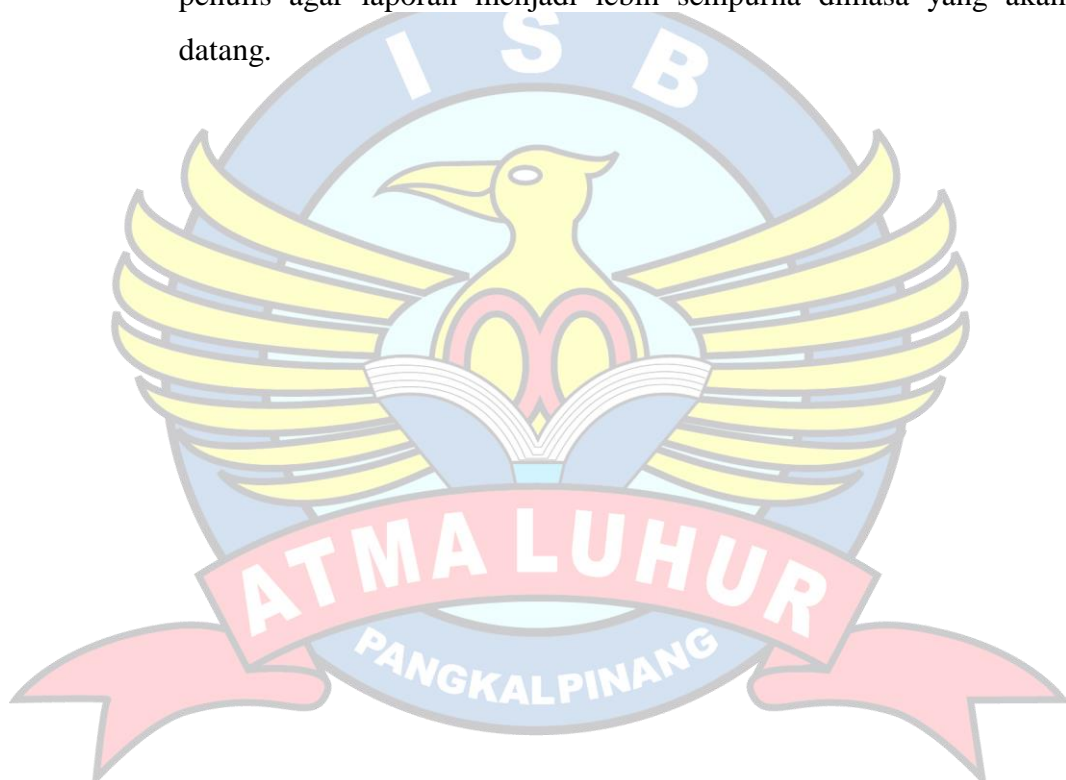 penulis agar laporan menjadi lebih sempurna dimasa yang akan
datang.
I S B
ATMA LUHUR
PANGKALPINANG